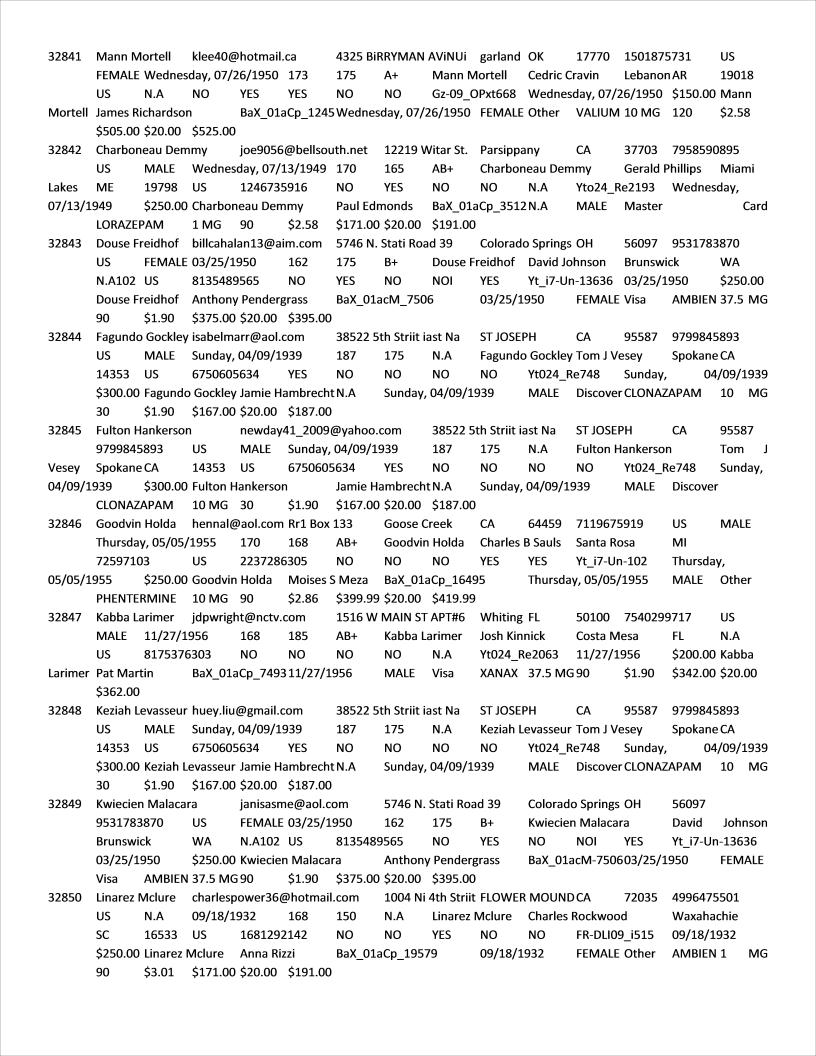 32841 Mann Mortell klee40@hotmail.ca 4325 BiRRYMAN AViNUi garland OK 17770 1501875731 US
FEMALE Wednesday, 07/26/1950 173 175 A+ Mann Mortell Cedric Cravin Lebanon AR 19018
US N.A NO YES YES NO NO Gz-09_OPxt668 Wednesday, 07/26/1950 $150.00 Mann
Mortell James Richardson BaX_01aCp_1245 Wednesday, 07/26/1950 FEMALE Other VALIUM 10 MG 120 $2.58
$505.00 $20.00 $525.00
32842 Charboneau Demmy joe9056@bellsouth.net 12219 Witar St. Parsippany CA 37703 7958590895
US MALE Wednesday, 07/13/1949 170 165 AB+ Charboneau Demmy Gerald Phillips Miami
Lakes ME 19798 US 1246735916 NO YES NO NO N.A Yto24_Re2193 Wednesday,
07/13/1949 $250.00 Charboneau Demmy Paul Edmonds BaX_01aCp_3512 N.A MALE Master Card
LORAZEPAM 1 MG 90 $2.58 $171.00 $20.00 $191.00
32843 Douse Freidhof billcahalan13@aim.com 5746 N. Stati Road 39 Colorado Springs OH 56097 9531783870
US FEMALE 03/25/1950 162 175 B+ Douse Freidhof David Johnson Brunswick WA
N.A102 US 8135489565 NO YES NO NOI YES Yt_i7-Un-13636 03/25/1950 $250.00
Douse Freidhof Anthony Pendergrass BaX_01acM_7506 03/25/1950 FEMALE Visa AMBIEN 37.5 MG
90 $1.90 $375.00 $20.00 $395.00
32844 Fagundo Gockley isabelmarr@aol.com 38522 5th Striit iast Na ST JOSEPH CA 95587 9799845893
US MALE Sunday, 04/09/1939 187 175 N.A Fagundo Gockley Tom J Vesey Spokane CA
14353 US 6750605634 YES NO NO NO NO Yt024_Re748 Sunday, 04/09/1939
$300.00 Fagundo Gockley Jamie Hambrecht N.A Sunday, 04/09/1939 MALE Discover CLONAZAPAM 10 MG
30 $1.90 $167.00 $20.00 $187.00
32845 Fulton Hankerson newday41_2009@yahoo.com 38522 5th Striit iast Na ST JOSEPH CA 95587
9799845893 US MALE Sunday, 04/09/1939 187 175 N.A Fulton Hankerson Tom J
Vesey Spokane CA 14353 US 6750605634 YES NO NO NO NO Yt024_Re748 Sunday,
04/09/1939 $300.00 Fulton Hankerson Jamie Hambrecht N.A Sunday, 04/09/1939 MALE Discover
CLONAZAPAM 10 MG 30 $1.90 $167.00 $20.00 $187.00
32846 Goodvin Holda hennal@aol.com Rr1 Box 133 Goose Creek CA 64459 7119675919 US MALE
Thursday, 05/05/1955 170 168 AB+ Goodvin Holda Charles B Sauls Santa Rosa MI
72597103 US 2237286305 NO NO NO YES YES Yt_i7-Un-102 Thursday,
05/05/1955 $250.00 Goodvin Holda Moises S Meza BaX_01aCp_16495 Thursday, 05/05/1955 MALE Other
PHENTERMINE 10 MG 90 $2.86 $399.99 $20.00 $419.99
32847 Kabba Larimer jdpwright@nctv.com 1516 W MAIN ST APT#6 Whiting FL 50100 7540299717 US
MALE 11/27/1956 168 185 AB+ Kabba Larimer Josh Kinnick Costa Mesa FL N.A
US 8175376303 NO NO NO NO N.A Yt024_Re2063 11/27/1956 $200.00 Kabba
Larimer Pat Martin BaX_01aCp_7493 11/27/1956 MALE Visa XANAX 37.5 MG 90 $1.90 $342.00 $20.00
$362.00
32848 Keziah Levasseur huey.liu@gmail.com 38522 5th Striit iast Na ST JOSEPH CA 95587 9799845893
US MALE Sunday, 04/09/1939 187 175 N.A Keziah Levasseur Tom J Vesey Spokane CA
14353 US 6750605634 YES NO NO NO NO Yt024_Re748 Sunday, 04/09/1939
$300.00 Keziah Levasseur Jamie Hambrecht N.A Sunday, 04/09/1939 MALE Discover CLONAZAPAM 10 MG
30 $1.90 $167.00 $20.00 $187.00
32849 Kwiecien Malacara janisasme@aol.com 5746 N. Stati Road 39 Colorado Springs OH 56097
9531783870 US FEMALE 03/25/1950 162 175 B+ Kwiecien Malacara David Johnson
Brunswick WA N.A102 US 8135489565 NO YES NO NOI YES Yt_i7-Un-13636
03/25/1950 $250.00 Kwiecien Malacara Anthony Pendergrass BaX_01acM-7506 03/25/1950 FEMALE
Visa AMBIEN 37.5 MG 90 $1.90 $375.00 $20.00 $395.00
32850 Linarez Mclure charlespower36@hotmail.com 1004 Ni 4th Striit FLOWER MOUND CA 72035 4996475501
US N.A 09/18/1932 168 150 N.A Linarez Mclure Charles Rockwood Waxahachie
SC 16533 US 1681292142 NO NO YES NO NO FR-DLI09_i515 09/18/1932
$250.00 Linarez Mclure Anna Rizzi BaX_01aCp_19579 09/18/1932 FEMALE Other AMBIEN 1 MG
90 $3.01 $171.00 $20.00 $191.00